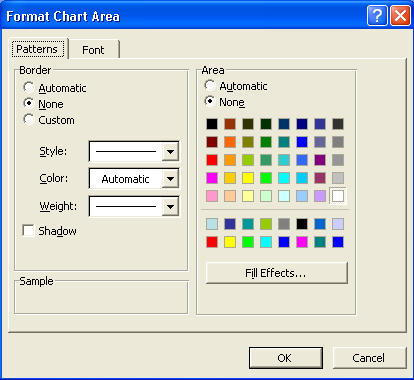 Format Chart Area
Patterns
Font
Border
Automatic
None
Custom
Style:
Color:
Automatic
Weight:
Shadow
Sample
Area
Automatic
None
Fill Effects...
OK
Cancel